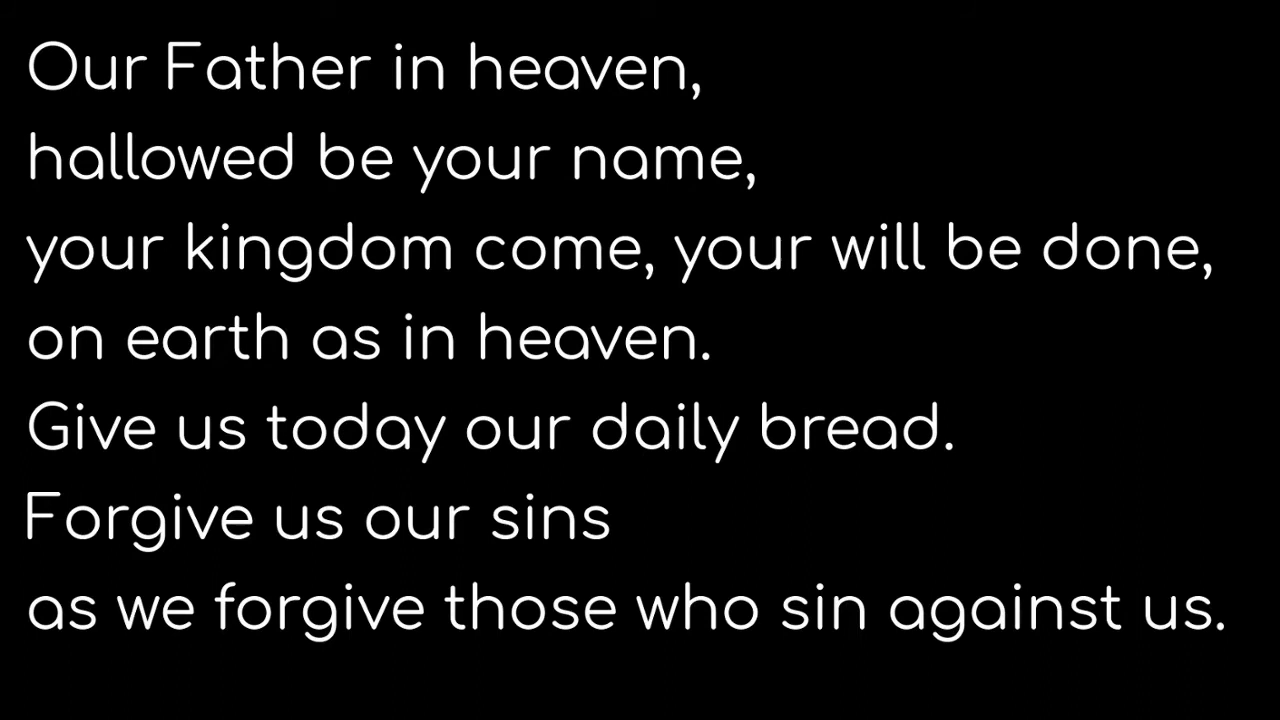 Our Father in heaven,
hallowed be your name,
your kingdom come, your will be done,
on earth as in heaven.
Give us today our daily bread.
Forgive us our sins
as we forgive those who sin against us.